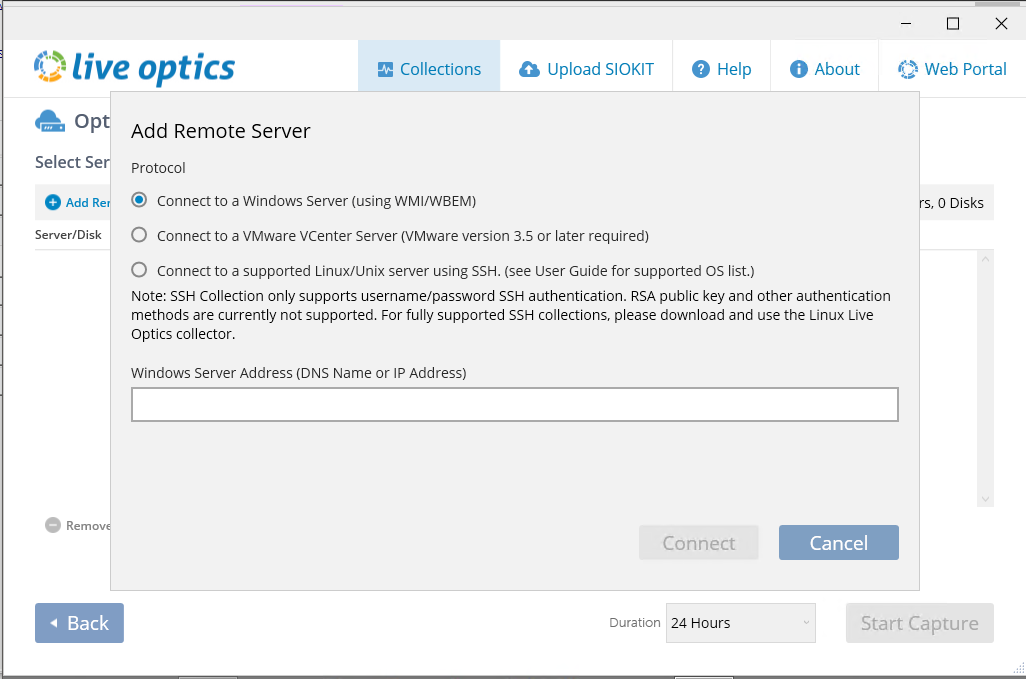 live optics
Collections
Upload SIOKIT
Help
About
Web Portal
Opt
Add Remote Server
Select Ser
Protocol
Add Rer
Connect to a Windows Server (using WMI/WBEM)
rs, 0 Disks
Server/Disk
Connect to a VMware VCenter Server (VMware version 3.5 or later required)
Connect to a supported Linux/Unix server using SSH. (see User Guide for supported OS list.)
Note: SSH Collection only supports username/password SSH authentication. RSA public key and other authentication
methods are currently not supported. For fully supported SSH collections, please download and use the Linux Live
Optics collector.
Windows Server Address (DNS Name or IP Address)
Remove
Connect
Cancel
Back
Duration
24 Hours
Start Capture